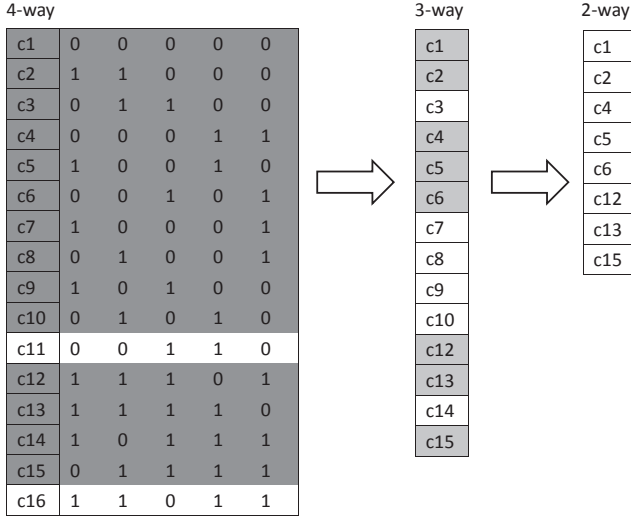 4-way 3-way 2-way
c1 0 0 0 0 0 c1 c1
c2 1 1 0 0 0 c2 c2
c3 0 1 1 0 0 c3 c4
c4 0 0 0 1 1 c4 c5
c5 1 0 0 1 0 c5 c6
c6 0 0 1 0 1 c6 c12
c7 1 0 0 0 1 c7 c13
c8 0 1 0 0 1 c8 c15
c9 1 0 1 0 0 c9
c10 0 1 0 1 0 c10
c11 0 0 1 1 0 c12
c12 1 1 1 0 1 c13
c13 1 1 1 1 0 c14
c14 1 0 1 1 1 c15
c15 0 1 1 1 1
c16 1 1 0 1 1